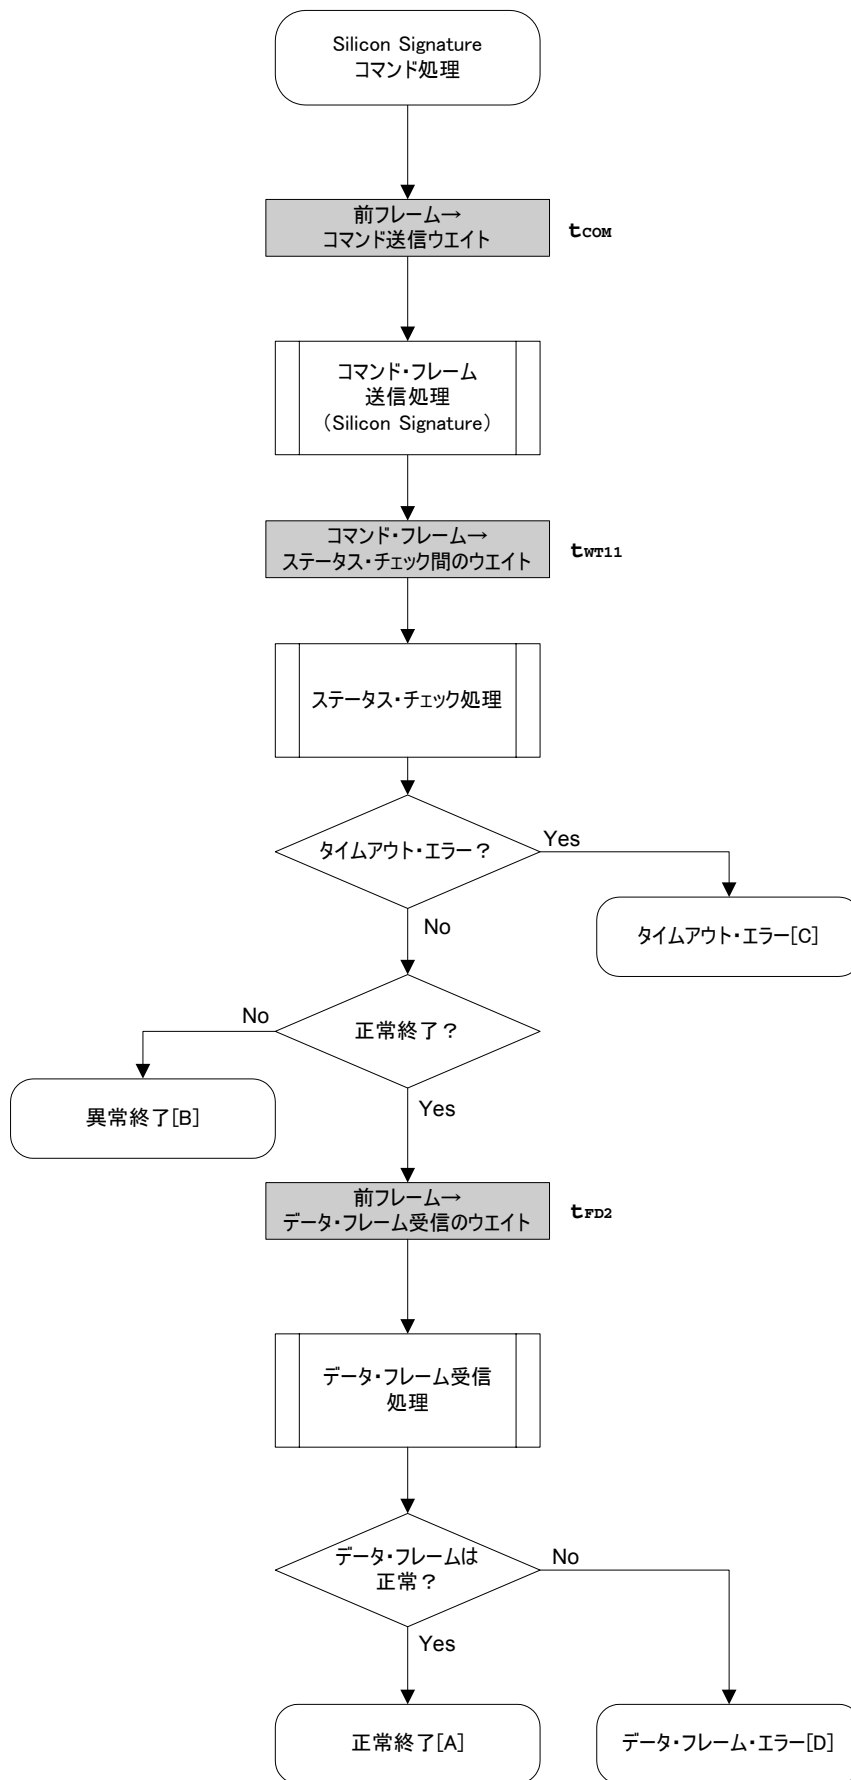 Silicon Signature
コマンド処理
前フレーム→
コマンド送信ウエイト
tCOM
コマンド・フレーム
送信処理
（Silicon Signature）
コマンド・フレーム→
ステータス・チェック間のウエイト
tWT11
ステータス・チェック処理
タイムアウト・エラー？
Yes
タイムアウト・エラー[C]
No
正常終了？
No
異常終了[B]
Yes
前フレーム→
データ・フレーム受信のウエイト
tFD2
データ・フレーム受信
処理
データ・フレームは
正常？
No
Yes
正常終了[A]
データ・フレーム・エラー[D]